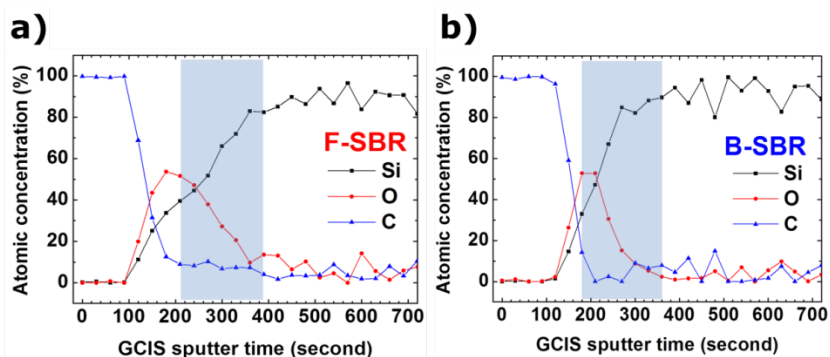 a)
Atomic concentration (%)
100
80
60
40
20
0
F-SBR
Si
O
C
0 100 200 300 400 500 600 700
GCIS sputter time (second)
b)
Atomic concentration (%)
100
80
60
40
20
0
B-SBR
Si
O
C
0 100 200 300 400 500 600 700
GCIS sputter time (second)